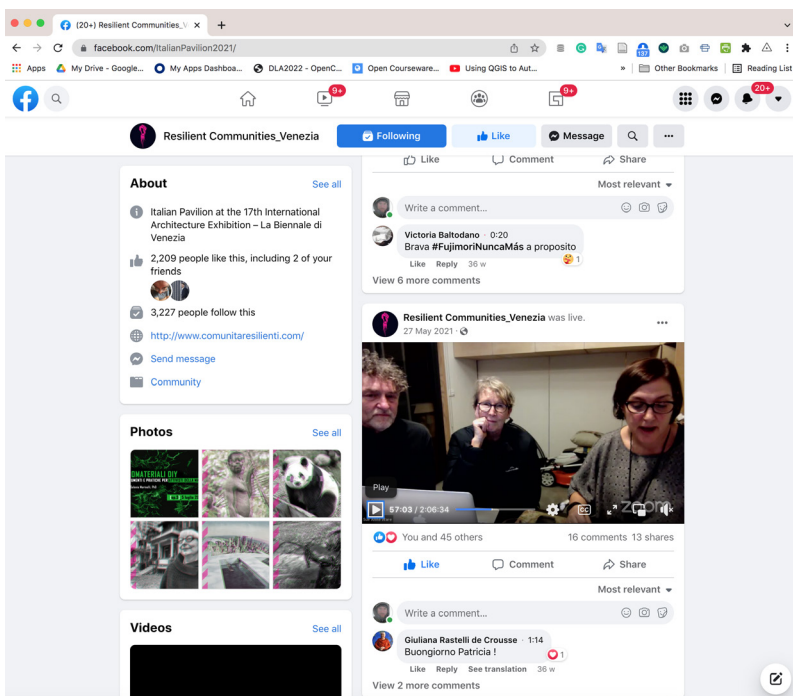 (20+) Resilient Communities_V
facebook.com/ItalianPavilion2021/
137
Apps
My Drive - Google...
My Apps Dashboa...
DLA2022 - OpenC...
Open Courseware...
Using QGIS to Aut...
»
Other Bookmarks
Reading List
9+
9+
20+
Resilient Communities_Venezia
Following
Like
Message
About
See all
Italian Pavilion at the 17th International
Architecture Exhibition – La Biennale di
Venezia
2,209 people like this, including 2 of your
friends
3,227 people follow this
http://www.comunitaresilienti.com/
Send message
Community
Photos
See all
Videos
See all
Like Comment Share
Most relevant
Write a comment...
Victoria Baltodano · 0:20
Brava #FujimoriNuncaMás a proposito
1
Like Reply 36 w
View 6 more comments
Resilient Communities_Venezia was live.
27 May 2021 ·
Play
57:03 / 2:06:34
CC
zoom
You and 45 others
16 comments 13 shares
Like Comment Share
Most relevant
Write a comment...
Giuliana Rastelli de Crousse · 1:14
Buongiorno Patricia !
1
Like Reply See translation 36 w
View 2 more comments